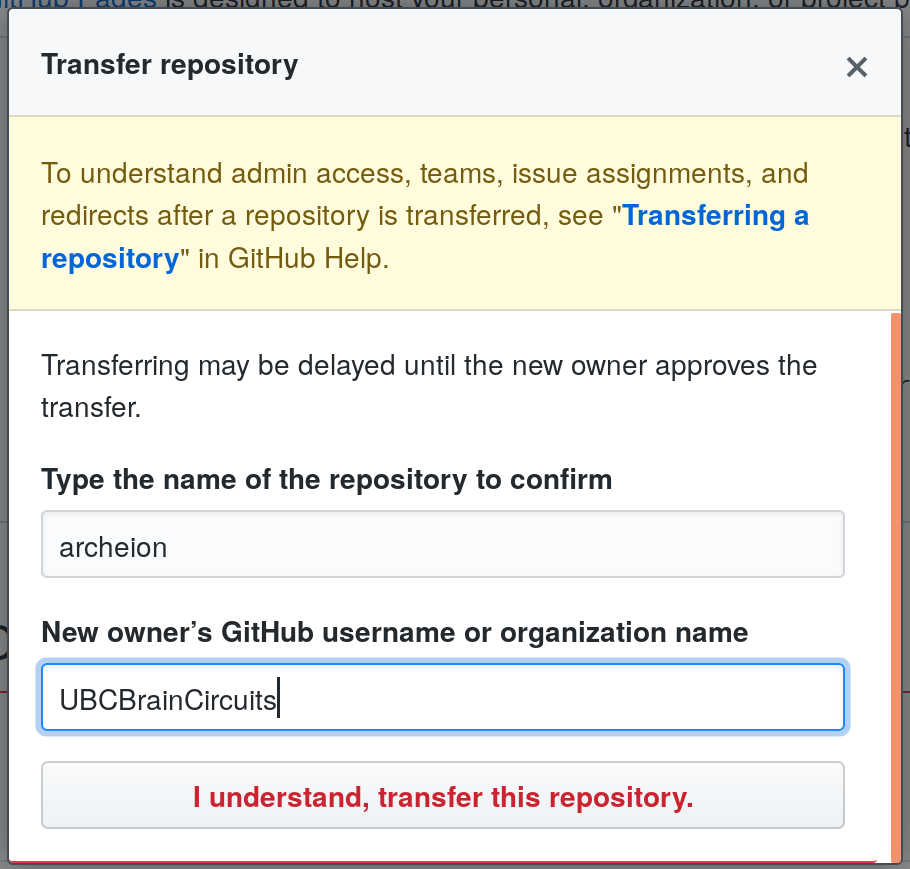 GitHub Pages is designed to host your personal, organization, or project p
Transfer repository
To understand admin access, teams, issue assignments, and
redirects after a repository is transferred, see "Transferring a
repository" in GitHub Help.
Transferring may be delayed until the new owner approves the
transfer.
Type the name of the repository to confirm
archeion
New owner’s GitHub username or organization name
UBCBrainCircuits
I understand, transfer this repository.